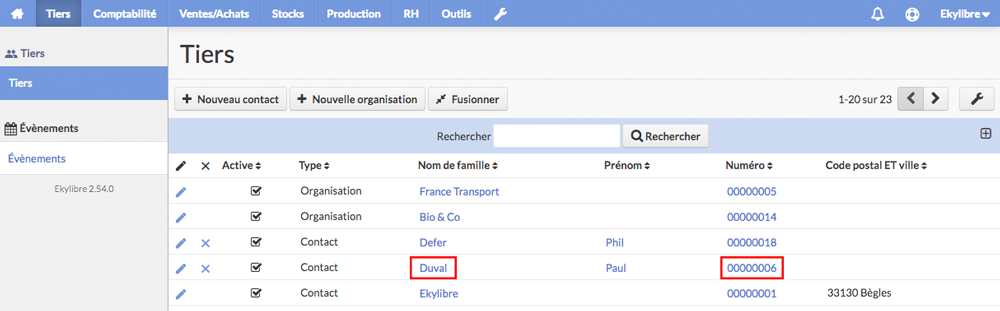 Tiers Comptabilité Ventes/Achats Stocks Production RH Outils Ekylibre
Tiers
Tiers
Évènements
Évènements
Ekylibre 2.54.0
Tiers
Nouveau contact Nouvelle organisation Fusionner 1-20 sur 23
Rechercher Rechercher
Active Type Nom de famille Prénom Numéro Code postal ET ville
Organisation France Transport 00000005
Organisation Bio & Co 00000014
Contact Defer Phil 00000018
Contact Duval Paul 00000006
Contact Ekylibre 00000001 33130 Bègles